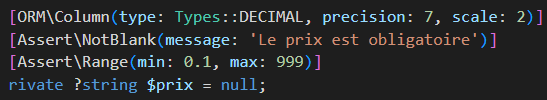 [ORM\Column(type: Types::DECIMAL, precision: 7, scale: 2)]
[Assert\NotBlank(message: 'Le prix est obligatoire')]
[Assert\Range(min: 0.1, max: 999)]
rivate ?string $prix = null;